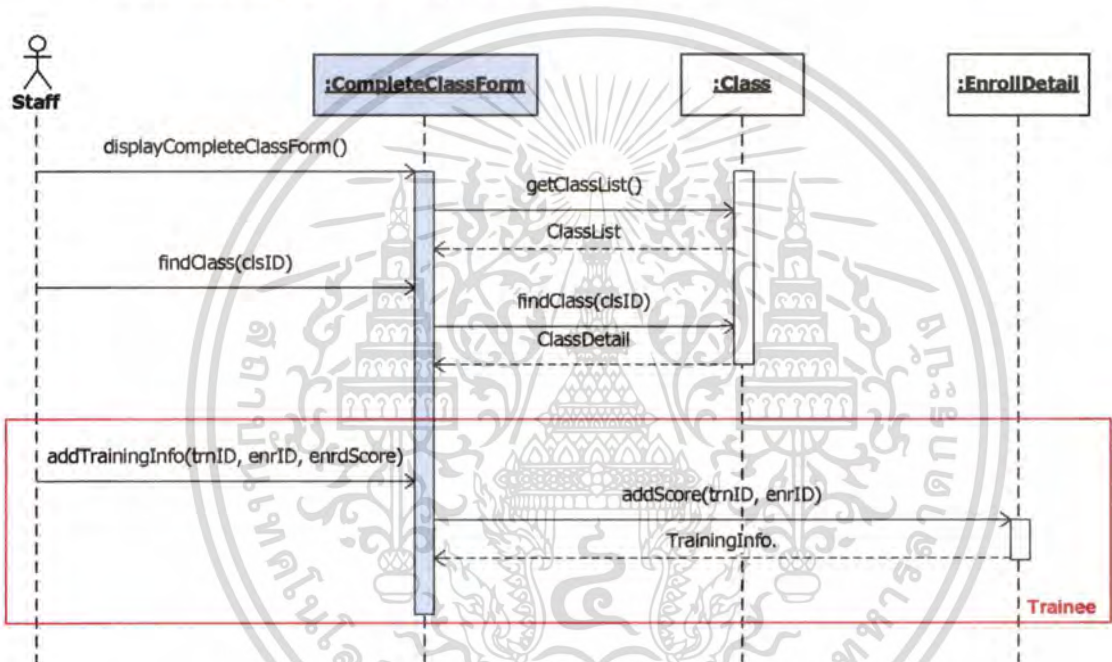 Staff
:CompleteClassForm
:Class
:EnrollDetail
displayCompleteClassForm()
getClassList()
ClassList
findClass(clsID)
findClass(clsID)
ClassDetail
addTrainingInfo(trnID, enrID, enrdScore)
addScore(trnID, enrID)
TrainingInfo.
Trainee